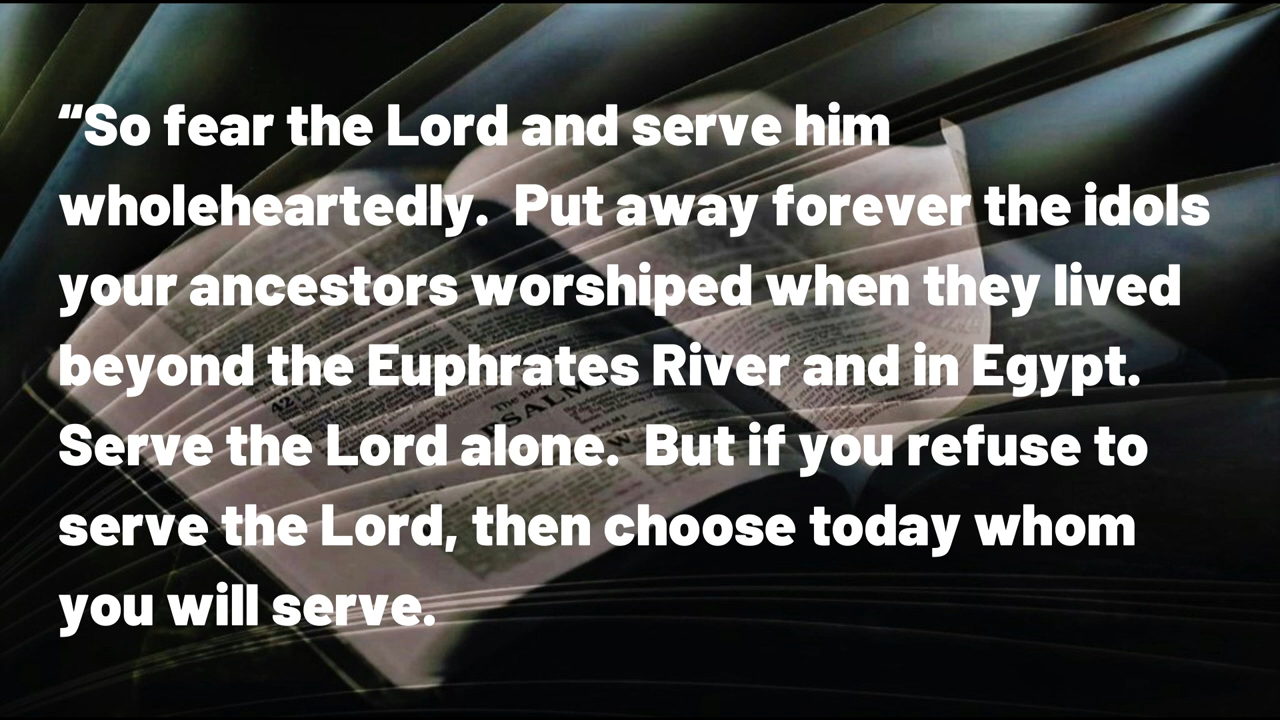 “So fear the Lord and serve him
wholeheartedly.  Put away forever the idols
your ancestors worshiped when they lived
beyond the Euphrates River and in Egypt.
Serve the Lord alone.  But if you refuse to
serve the Lord, then choose today whom
you will serve.
42
PSALM